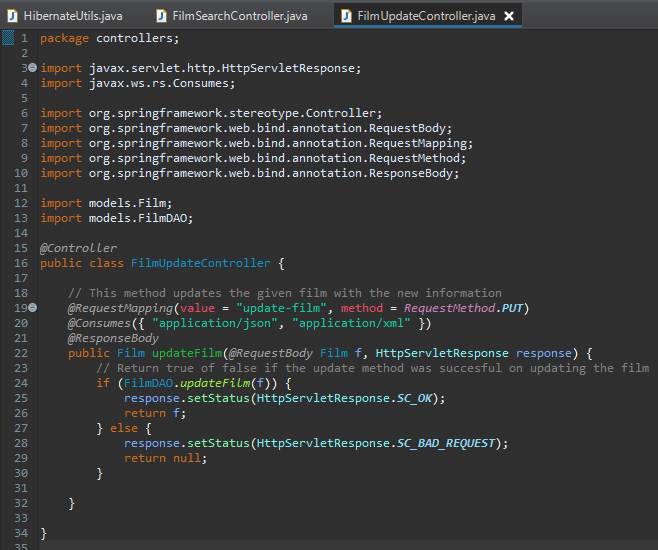 HibernateUtils.java FilmSearchController.java FilmUpdateController.java
1 package controllers;
2
3 import javax.servlet.http.HttpServletResponse;
4 import javax.ws.rs.Consumes;
5
6 import org.springframework.stereotype.Controller;
7 import org.springframework.web.bind.annotation.RequestBody;
8 import org.springframework.web.bind.annotation.RequestMapping;
9 import org.springframework.web.bind.annotation.RequestMethod;
10 import org.springframework.web.bind.annotation.ResponseBody;
11
12 import models.Film;
13 import models.FilmDAO;
14
15 @Controller
16 public class FilmUpdateController {
17
18     // This method updates the given film with the new information
19     @RequestMapping(value = "update-film", method = RequestMethod.PUT)
20     @Consumes({ "application/json", "application/xml" })
21     @ResponseBody
22     public Film updateFilm(@RequestBody Film f, HttpServletResponse response) {
23         // Return true of false if the update method was succesful on updating the film
24         if (FilmDAO.updateFilm(f)) {
25             response.setStatus(HttpServletResponse.SC_OK);
26             return f;
27         } else {
28             response.setStatus(HttpServletResponse.SC_BAD_REQUEST);
29             return null;
30         }
31
32     }
33
34 }
35